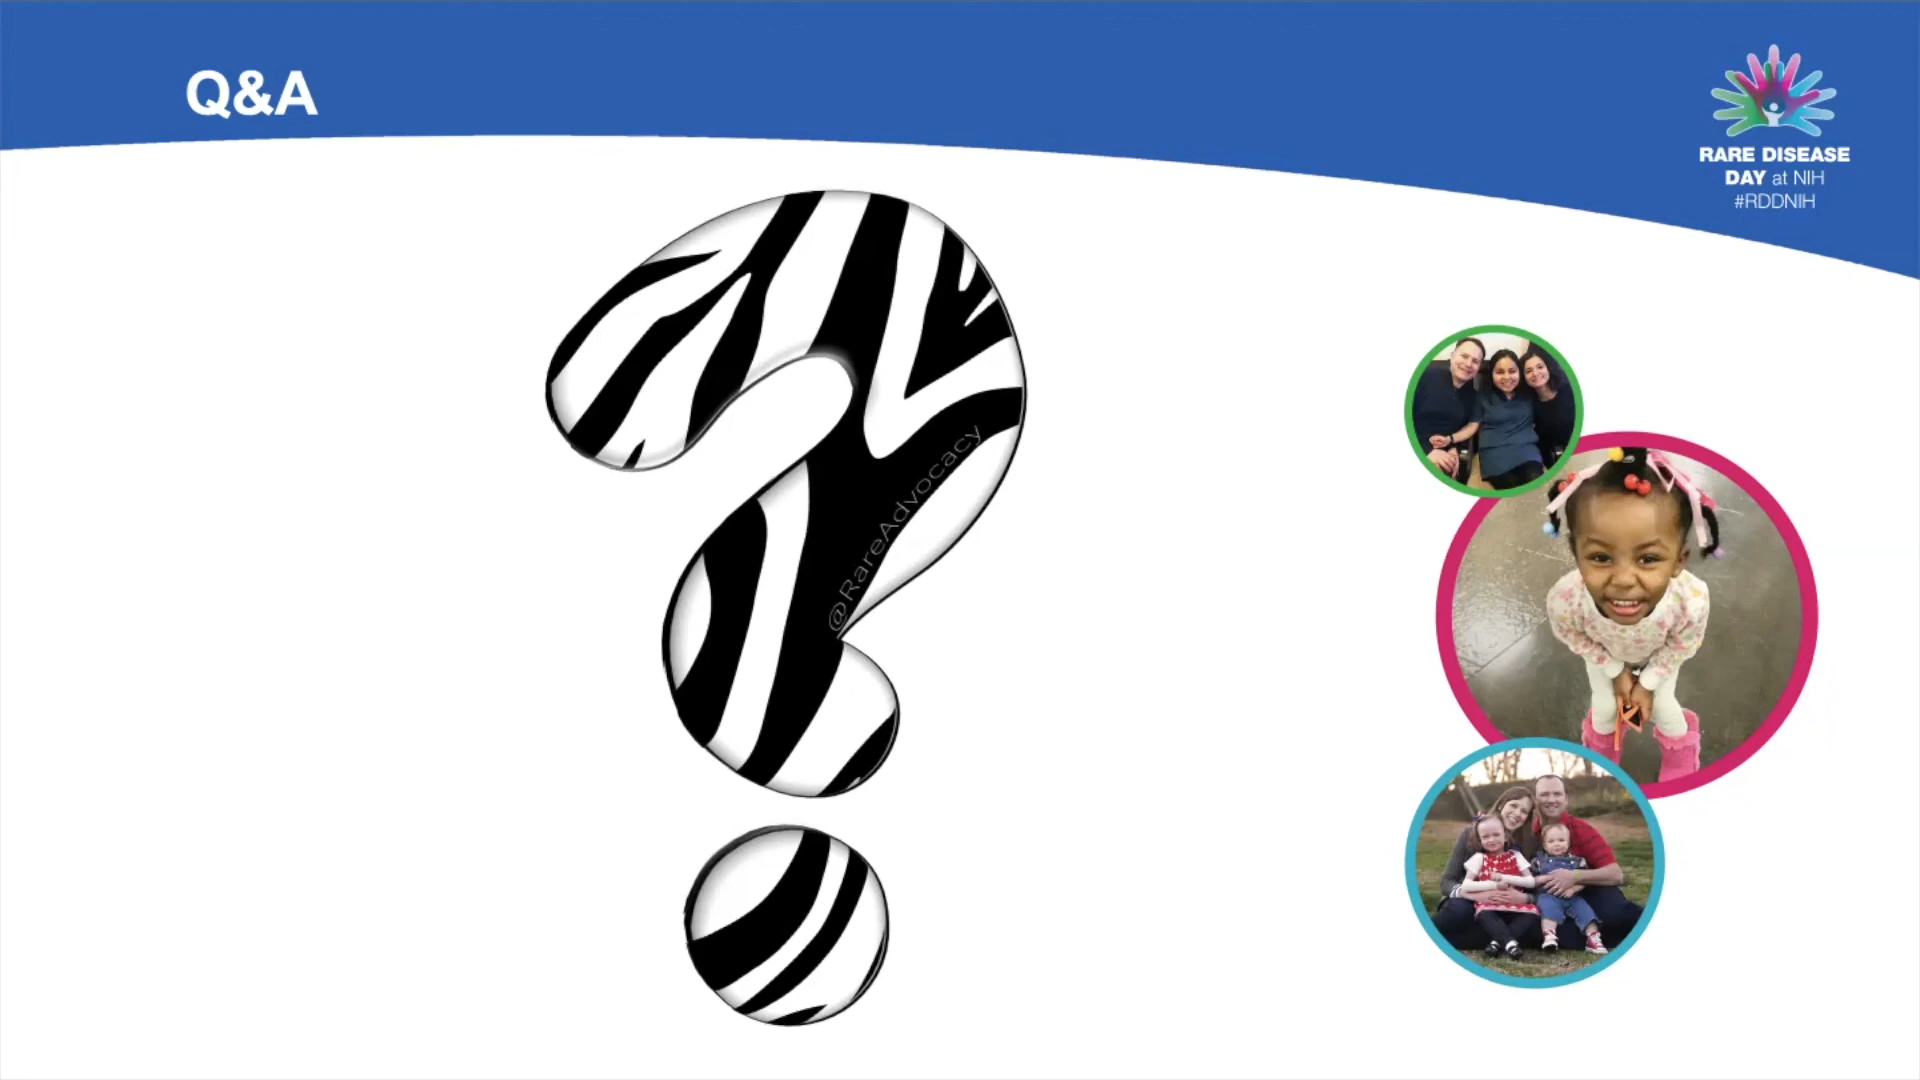 Q&A
RARE DISEASE
DAY at NIH
#RDDNIH
@RareAdvocacy